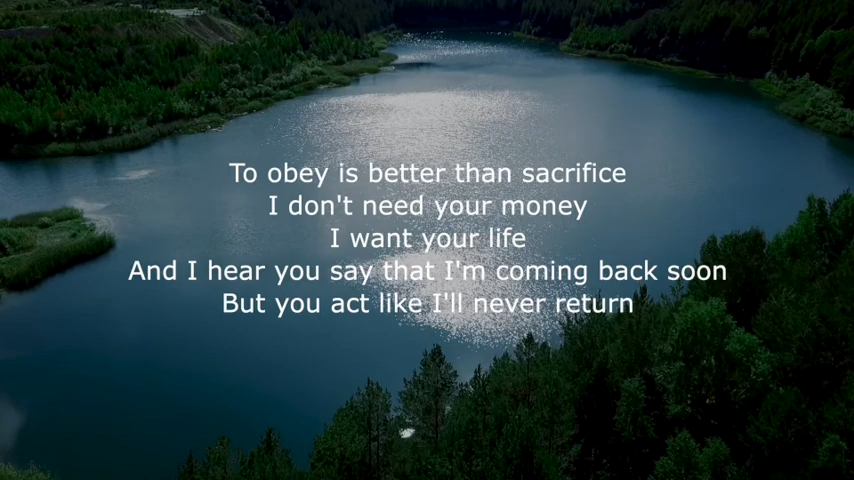 To obey is better than sacrifice
I don't need your money
I want your life
And I hear you say that I'm coming back soon
But you act like I'll never return